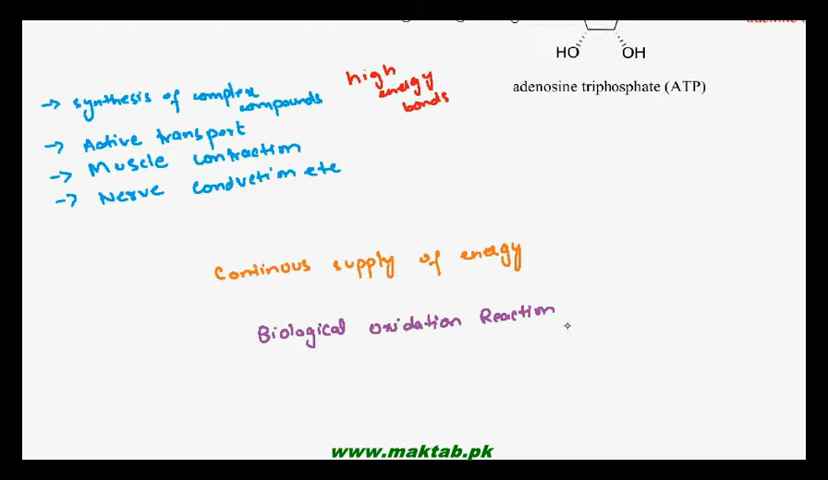 HO OH
adenosine triphosphate (ATP)
high
energy
bonds
-> synthesis of complex
compounds
-> Active transport
-> Muscle contraction
-> Nerve conduction etc
Continous supply of energy
Biological oxidation Reaction
www.maktab.pk